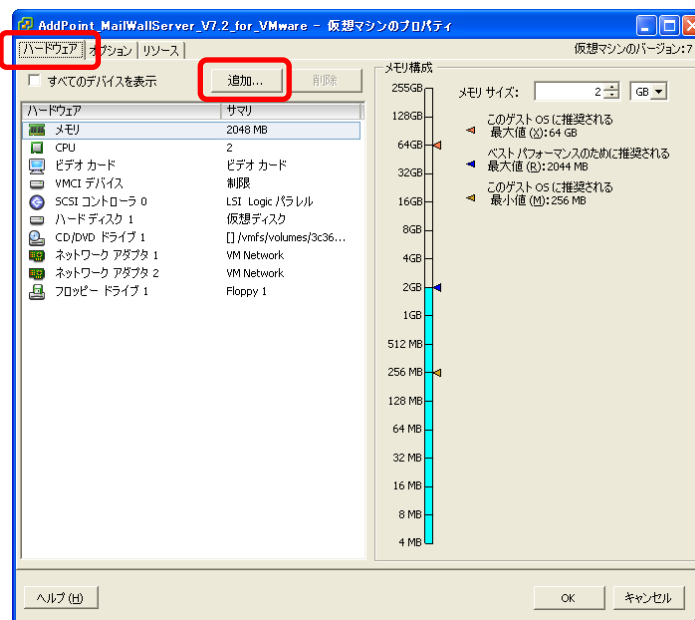 AddPoint_MailWallServer_V7.2_for_VMware - 仮想マシンのプロパティ
ハードウェア オプション リソース 仮想マシンのバージョン:7
すべてのデバイスを表示 追加... 削除
ハードウェア サマリ
メモリ 2048 MB
CPU 2
ビデオ カード ビデオ カード
VMCI デバイス 制限
SCSI コントローラ 0 LSI Logic パラレル
ハード ディスク 1 仮想ディスク
CD/DVD ドライブ 1 [] /vmfs/volumes/3c36...
ネットワーク アダプタ 1 VM Network
ネットワーク アダプタ 2 VM Network
フロッピー ドライブ 1 Floppy 1
メモリ構成
255GB
128GB
64GB
32GB
16GB
8GB
4GB
2GB
1GB
512 MB
256 MB
128 MB
64 MB
32 MB
16 MB
8 MB
4 MB
メモリ サイズ: 2 GB
このゲスト OS に推奨される
最大値 (X):64 GB
ベスト パフォーマンスのために推奨される
最大値 (R):2044 MB
このゲスト OS に推奨される
最小値 (M):256 MB
ヘルプ (H) OK キャンセル